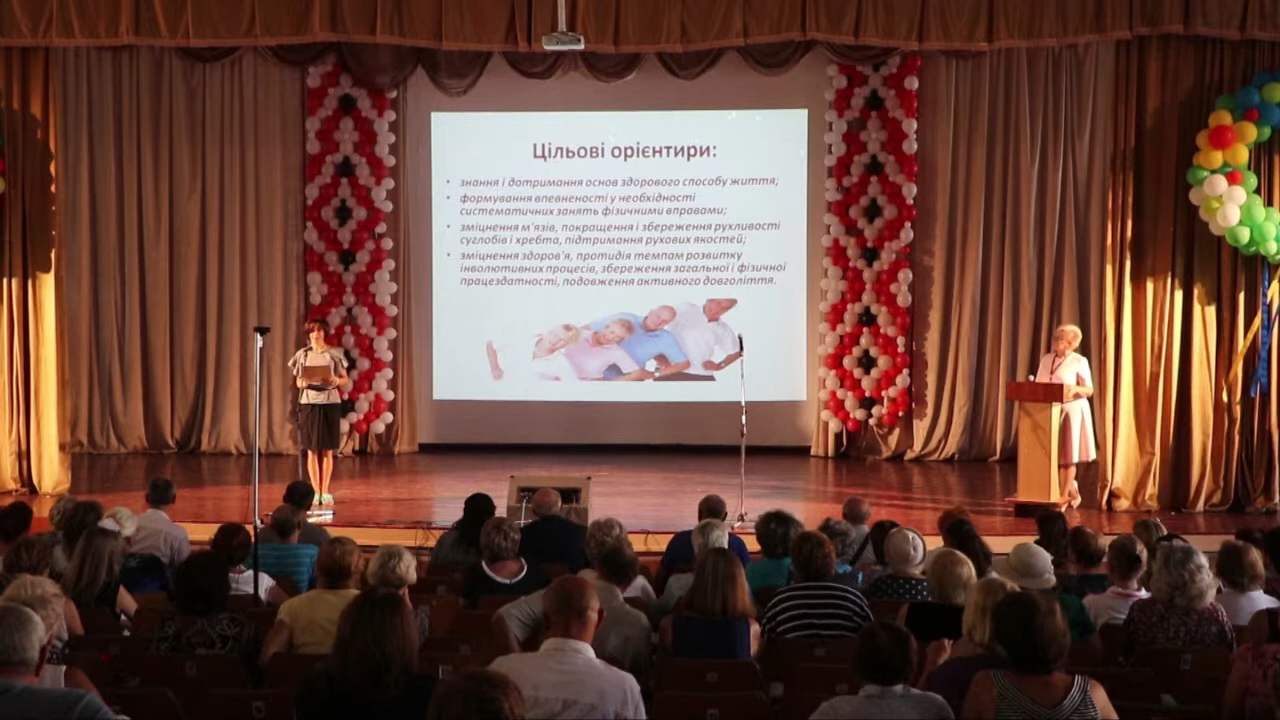 Цільові орієнтири:
• знання і дотримання основ здорового способу життя;
• формування впевненості у необхідності
систематичних занять фізичними вправами;
• зміцнення м'язів, покращення і збереження рухливості
суглобів і хребта, підтримання рухових якостей;
• зміцнення здоров'я, протидія темпам розвитку
інволютивних процесів, збереження загальної і фізичної
працездатності, подовження активного довголіття.